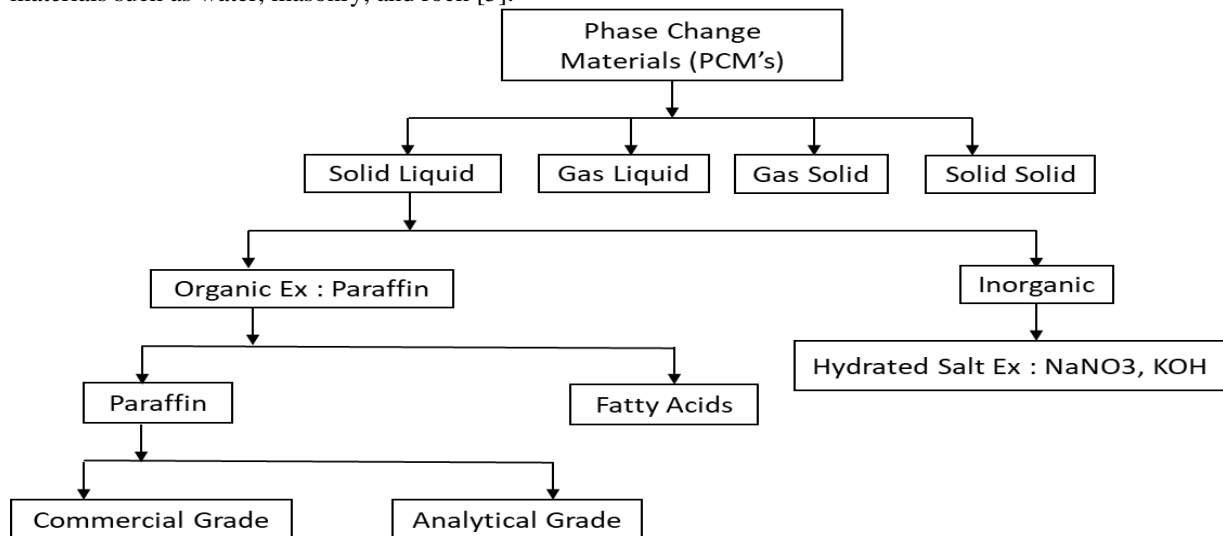 materials such as water, masonry, and rock [5].
Phase Change
Materials (PCM's)
Solid Liquid
Gas Liquid
Gas Solid
Solid Solid
Organic Ex : Paraffin
Inorganic
Hydrated Salt Ex : NaNO3, KOH
Paraffin
Fatty Acids
Commercial Grade
Analytical Grade